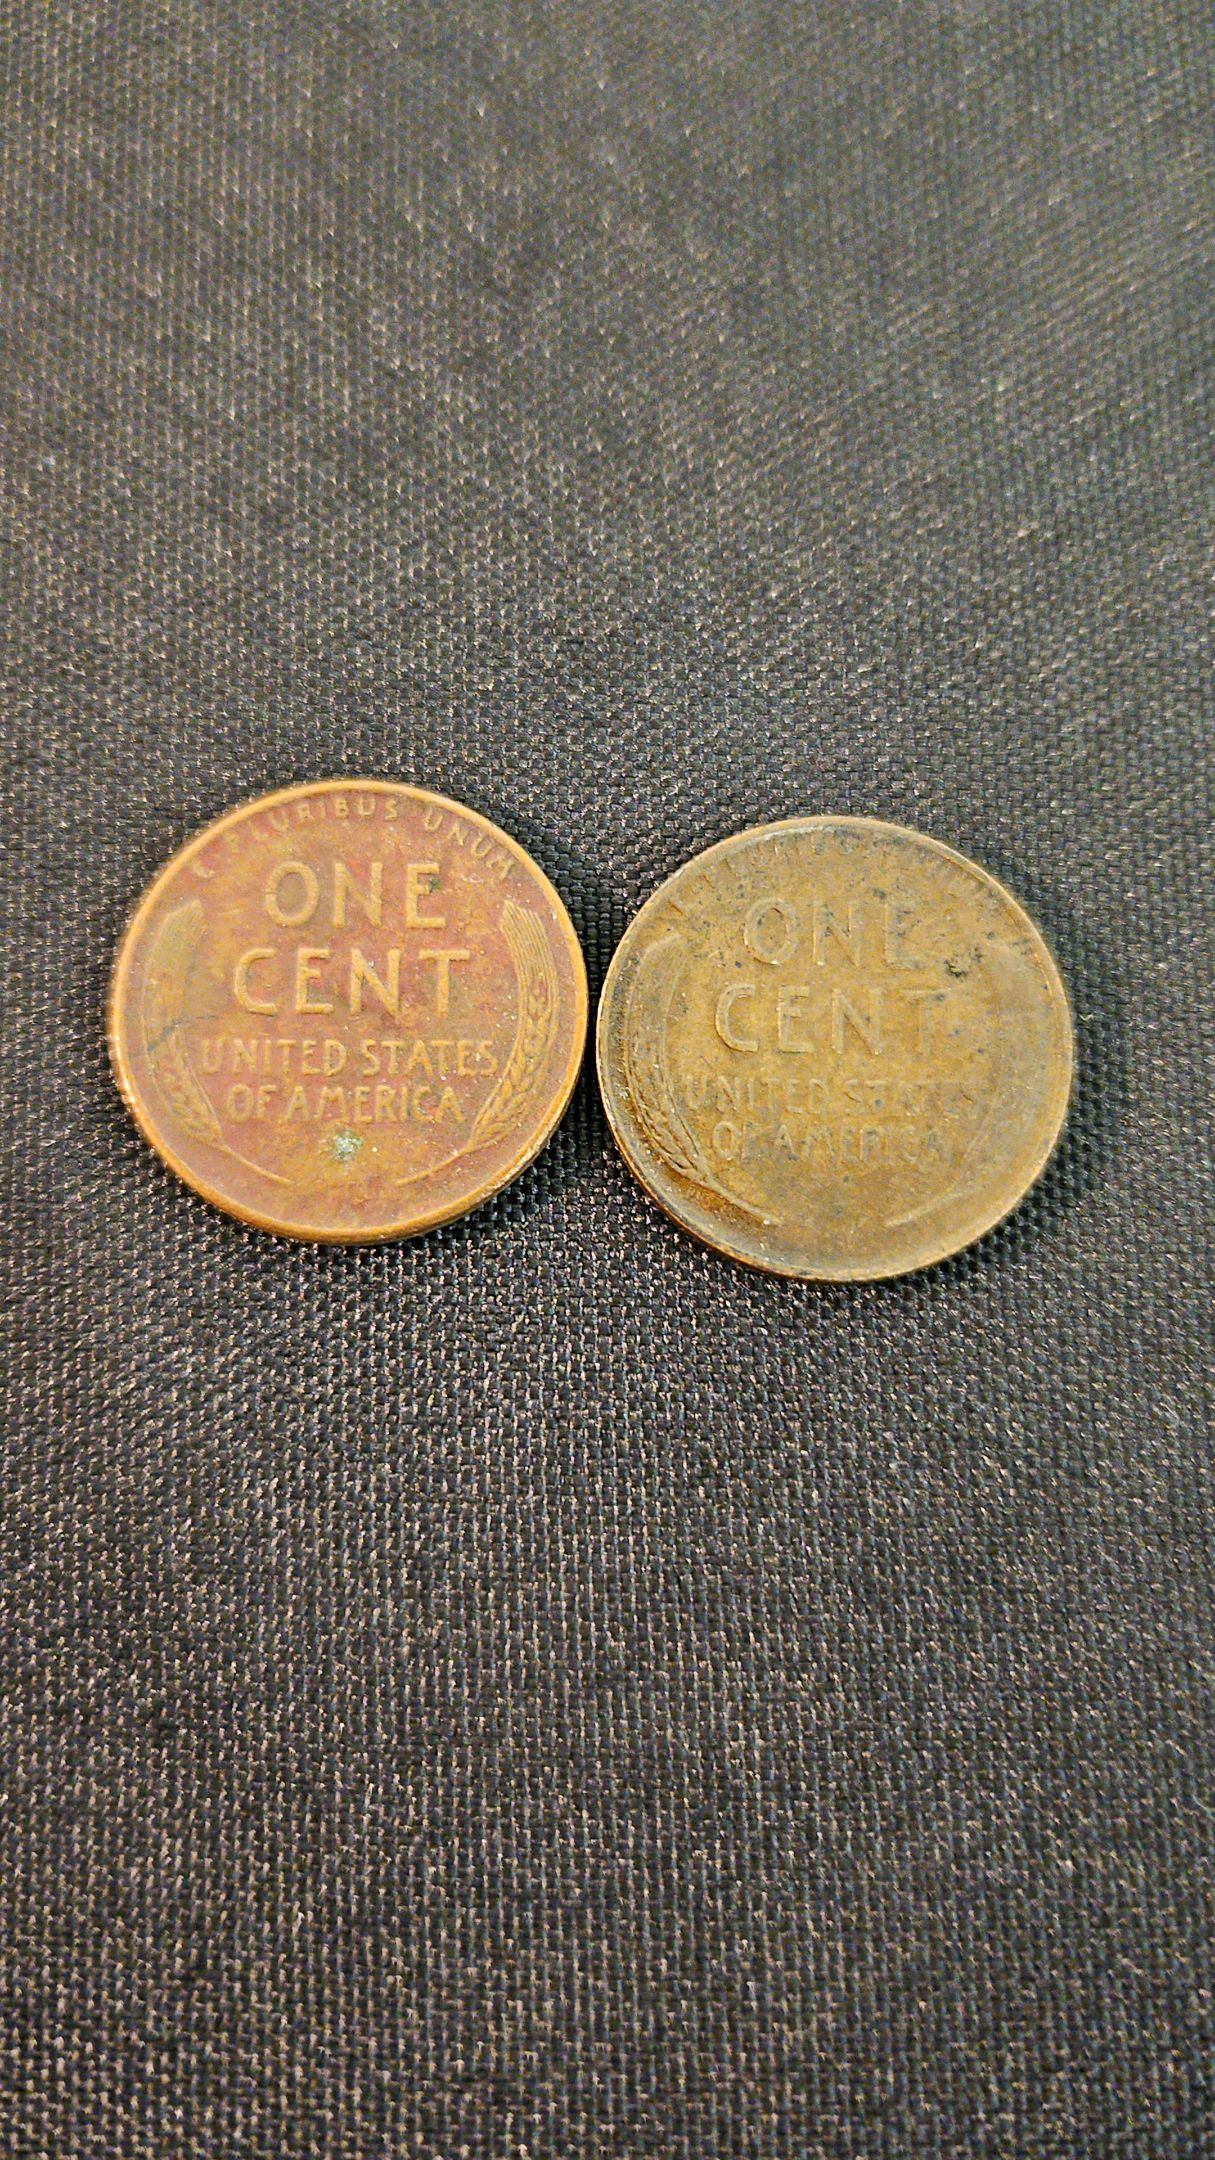 PLURIBUS UNUM
ONE
CENT
UNITED STATES
OF AMERICA
ONE
CENT
UNITED STATES
OF AMERICA